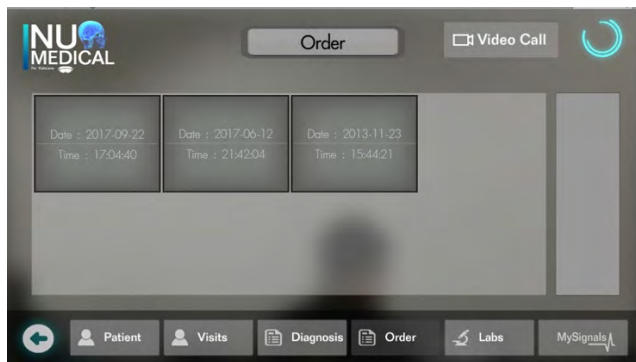 NU
MEDICAL
Order
Video Call
Date : 2017-09-22
Time : 17:04:40
Date : 2017-06-12
Time : 21:42:04
Date : 2013-11-23
Time : 15:44:21
Patient
Visits
Diagnosis
Order
Labs
MySignals